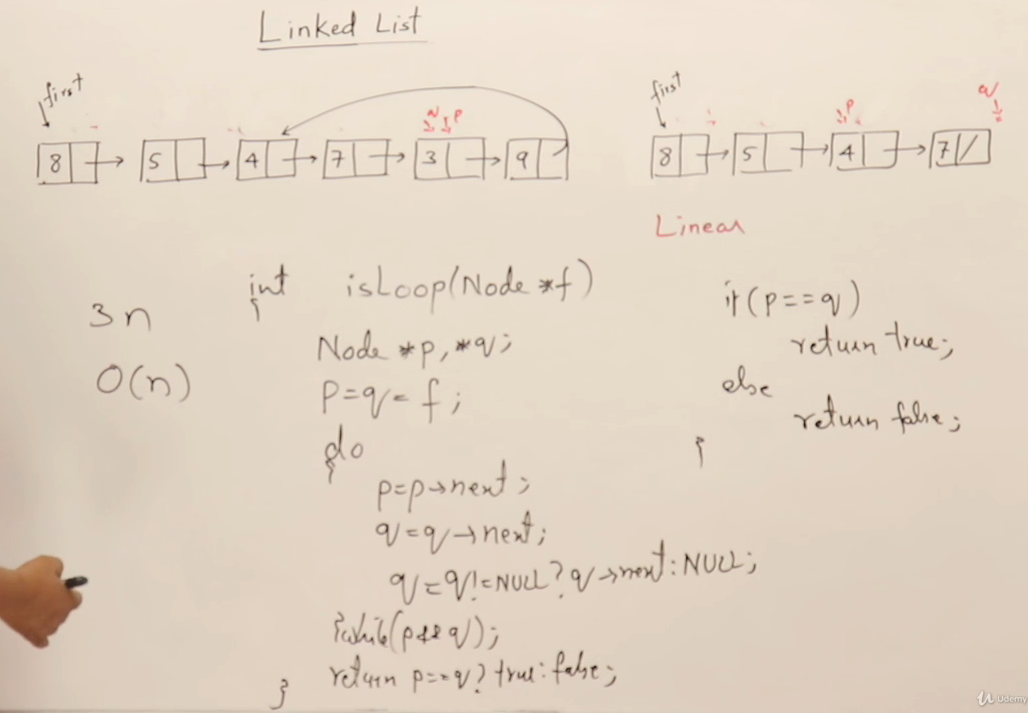 Linked List
first
q p
8 5 4 7 3 9
first
p
q
8 5 4 7 /
Linear
3n
O(n)
int isLoop(Node *f)
{
Node *p, *q;
p=q=f;
do
{
p=p→next;
q=q→next;
q=q!=NULL?q→next:NULL;
}while(p&&q);
return p==q?true:false;
}
if(p==q)
return true;
else
return false;
}
Udemy